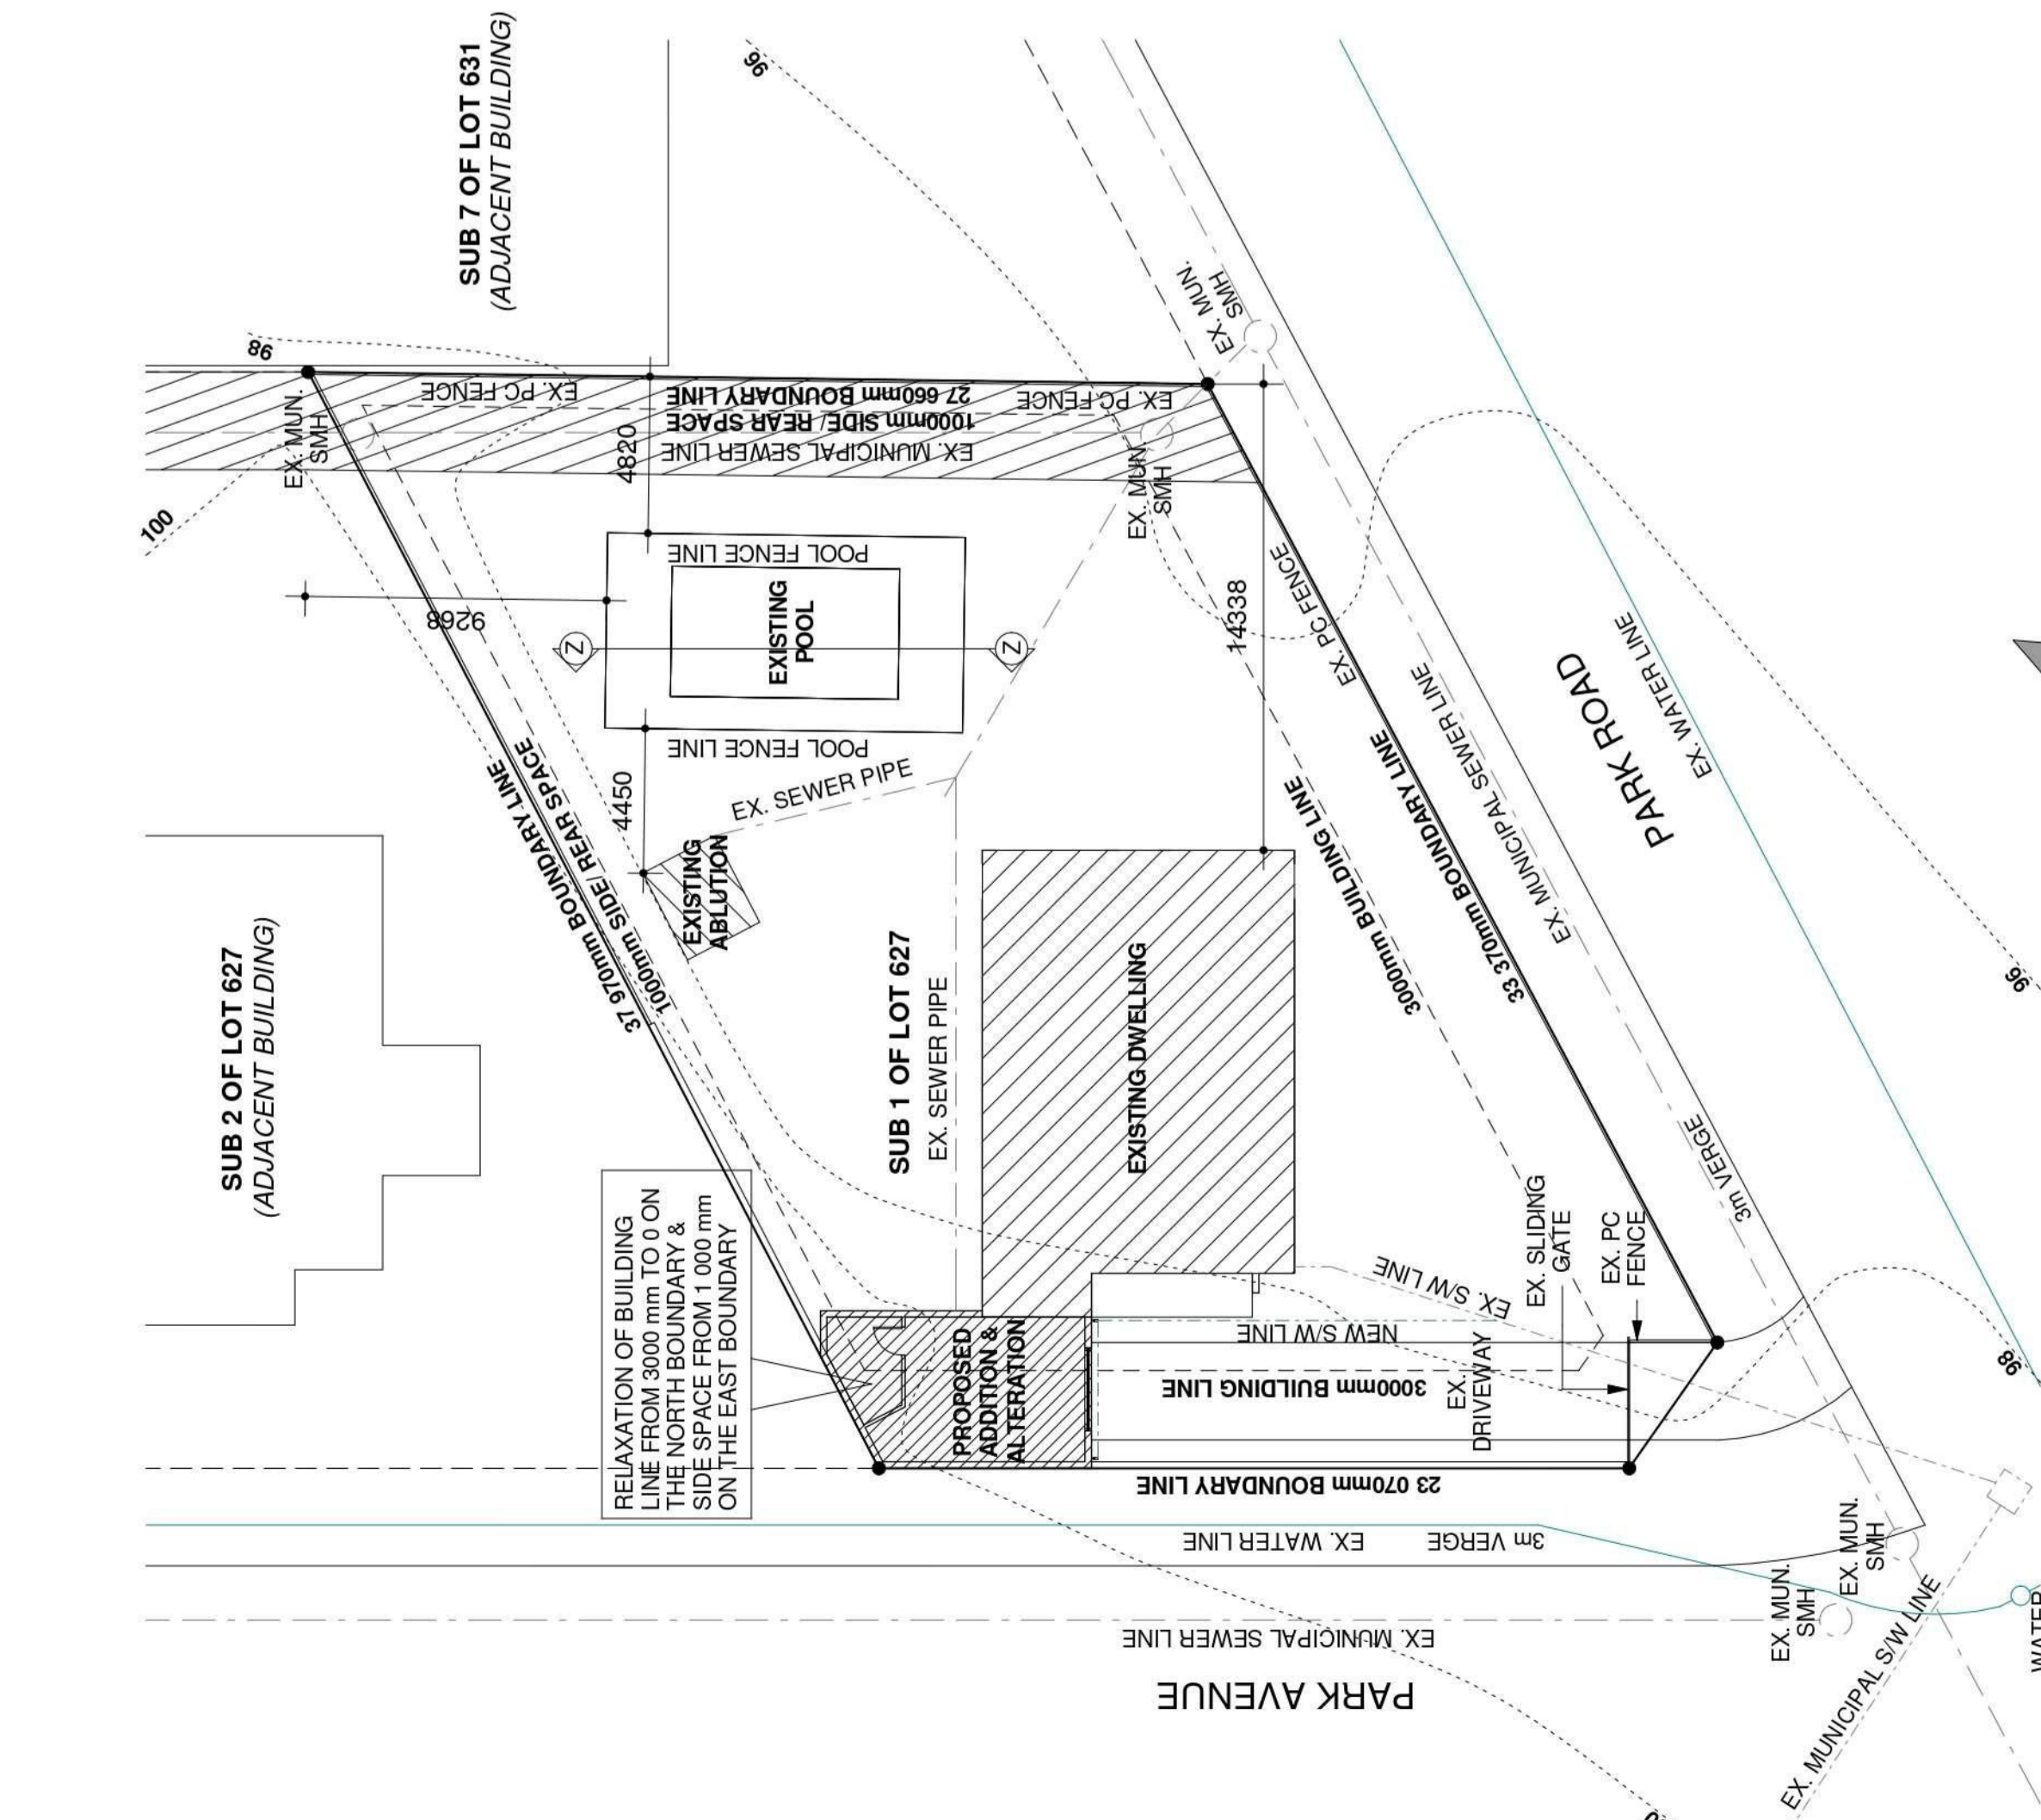 SUB 7 OF LOT 631
(ADJACENT BUILDING)
96
98
100
EX. MUN.
SMH
EX. PC FENCE
27 660mm BOUNDARY LINE
1000mm SIDE/ REAR SPACE
EX. MUNICIPAL SEWER LINE
EX. PC FENCE
4820
EX. MUN.
SMH
EX. MUN.
SMH
9268
POOL FENCE LINE
EXISTING
POOL
Z
Z
POOL FENCE LINE
14338
EX. PC FENCE
4450
EX. SEWER PIPE
EXISTING
ABLUTION
37 970mm BOUNDARY LINE
1000mm SIDE/ REAR SPACE
SUB 2 OF LOT 627
(ADJACENT BUILDING)
SUB 1 OF LOT 627
EX. SEWER PIPE
EXISTING DWELLING
3000mm BUILDING LINE
33 370mm BOUNDARY LINE
EX. MUNICIPAL SEWER LINE
PARK ROAD
EX. WATER LINE
96
3m VERGE
RELAXATION OF BUILDING
LINE FROM 3000 mm TO 0 ON
THE NORTH BOUNDARY &
SIDE SPACE FROM 1 000 mm
ON THE EAST BOUNDARY
PROPOSED
ADDITION &
ALTERATION
EX. S/W LINE
NEW S/W LINE
EX. SLIDING
GATE
EX. PC
FENCE
3000mm BUILDING LINE
EX.
DRIVEWAY
98
23 070mm BOUNDARY LINE
EX. WATER LINE
3m VERGE
EX. MUN.
SMH
EX. MUN.
SMH
EX. MUNICIPAL SEWER LINE
PARK AVENUE
EX. MUNICIPAL S/W LINE
WATER